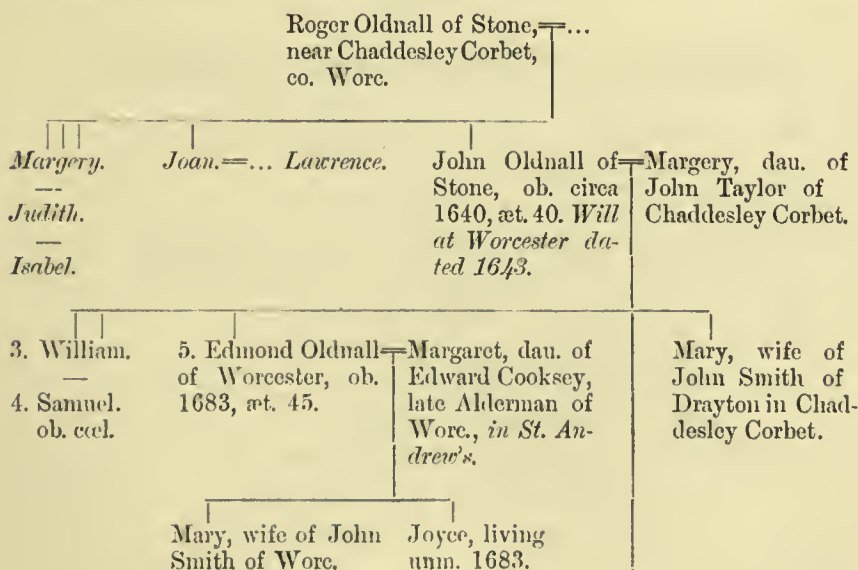 Roger Oldnall of Stone,=...
near Chaddesley Corbet,
co. Worc.
Margery.
—
Judith.
—
Isabel.
Joan.=... Lawrence.
John Oldnall of=Margery, dau. of
Stone, ob. circa
1640, æt. 40. Will
at Worcester da-
ted 1643.
John Taylor of
Chaddesley Corbet.
3. William.
—
4. Samuel.
ob. cœl.
5. Edmond Oldnall=Margaret, dau. of
of Worcester, ob.
1683, æt. 45.
Edward Cooksey,
late Alderman of
Worc., in St. An-
drew's.
Mary, wife of
John Smith of
Drayton in Chad-
desley Corbet.
Mary, wife of John
Smith of Worc.
Joyce, living
unm. 1683.